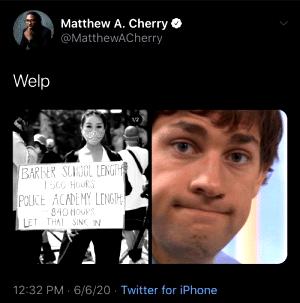 Matthew A. Cherry
@MatthewACherry
Welp
1/2
BARBER SCHOOL LENGTH
1500 HOURS
POLICE ACADEMY LENGTH
840 HOURS
LET THAT SINK IN
12:32 PM · 6/6/20 · Twitter for iPhone